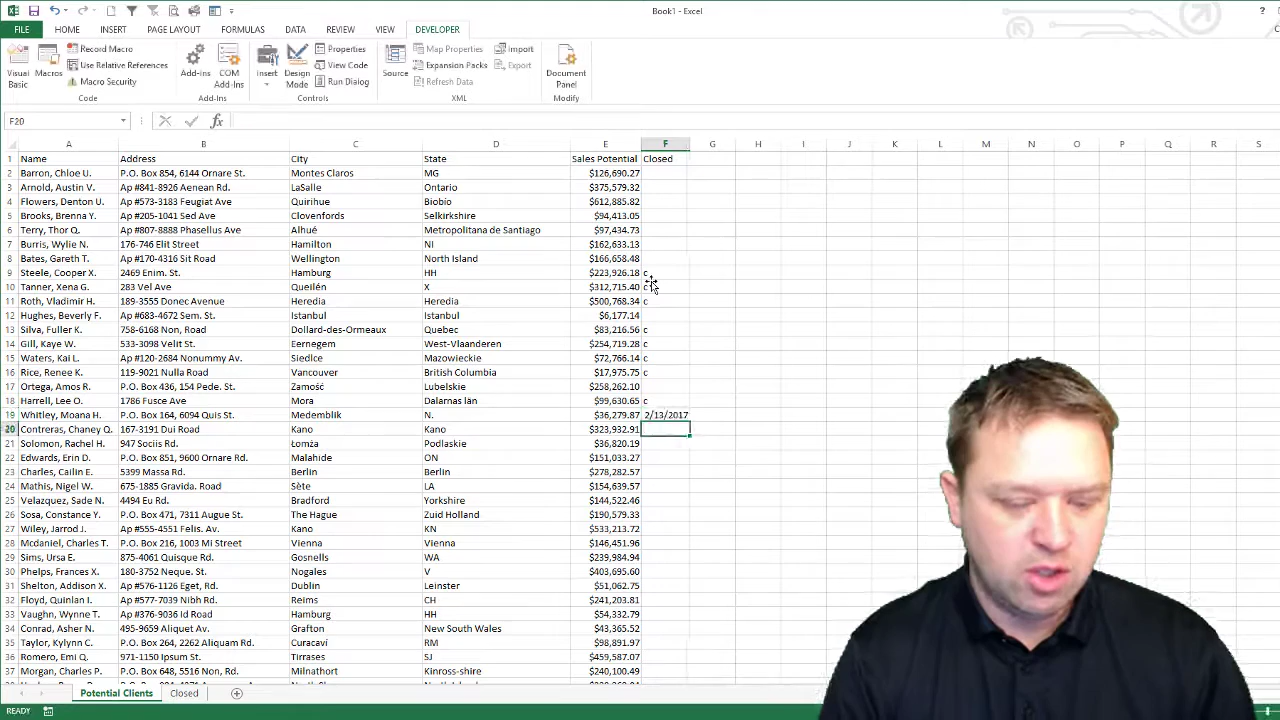 Book1 - Excel
?
FILE HOME INSERT PAGE LAYOUT FORMULAS DATA REVIEW VIEW DEVELOPER
Visual Basic
Macros
Record Macro
Use Relative References
Macro Security
Code
Add-Ins
COM Add-Ins
Add-Ins
Insert
Design Mode
Properties
View Code
Run Dialog
Controls
Source
Map Properties
Expansion Packs
Refresh Data
Import
Export
XML
Document Panel
Modify
F20
fx
A B C D E F G H I J K L M N O P Q R S
1 Name Address City State Sales Potential Closed
2 Barron, Chloe U. P.O. Box 854, 6144 Ornare St. Montes Claros MG $126,690.27
3 Arnold, Austin V. Ap #841-8926 Aenean Rd. LaSalle Ontario $375,579.32
4 Flowers, Denton U. Ap #573-3183 Feugiat Ave Quirihue Biobío $612,885.82
5 Brooks, Brenna Y. Ap #205-1041 Sed Ave Clovenfords Selkirkshire $94,413.05
6 Terry, Thor Q. Ap #807-8888 Phasellus Ave Alhué Metropolitana de Santiago $97,434.73
7 Burris, Wylie N. 176-746 Elit Street Hamilton NI $162,633.13
8 Bates, Gareth T. Ap #170-4316 Sit Road Wellington North Island $166,658.48
9 Steele, Cooper X. 2469 Enim. St. Hamburg HH $223,926.18 c
10 Tanner, Xena G. 283 Vel Ave Queilén X $312,715.40 c
11 Roth, Vladimir H. 189-3555 Donec Avenue Heredia Heredia $500,768.34 c
12 Hughes, Beverly F. Ap #683-4672 Sem. St. Istanbul Istanbul $6,177.14
13 Silva, Fuller K. 758-6168 Non, Road Dollard-des-Ormeaux Quebec $83,216.56 c
14 Gill, Kaye W. 533-3098 Velit St. Eernegem West-Vlaanderen $254,719.28 c
15 Waters, Kai L. Ap #120-2684 Nonummy Av. Siedlce Mazowieckie $72,766.14 c
16 Rice, Renee K. 119-9021 Nulla Road Vancouver British Columbia $17,975.75 c
17 Ortega, Amos R. P.O. Box 436, 154 Pede. St. Zamość Lubelskie $258,262.10
18 Harrell, Lee O. 1786 Fusce Ave Mora Dalarnas län $99,630.65 c
19 Whitley, Moana H. P.O. Box 164, 6094 Quis St. Medemblik N. $36,279.87 2/13/2017
20 Contreras, Chaney Q. 167-3191 Dui Road Kano Kano $323,932.91
21 Solomon, Rachel H. 947 Sociis Rd. Łomża Podlaskie $36,820.19
22 Edwards, Erin D. P.O. Box 851, 9600 Ornare Rd. Malahide ON $151,033.27
23 Charles, Cailin E. 5399 Massa Rd. Berlin Berlin $278,282.57
24 Mathis, Nigel W. 675-1885 Gravida. Road Sète LA $154,639.57
25 Velazquez, Sade N. 4494 Eu Rd. Bradford Yorkshire $144,522.46
26 Sosa, Constance Y. P.O. Box 471, 7311 Augue St. The Hague Zuid Holland $190,579.33
27 Wiley, Jarrod J. Ap #555-4551 Felis. Av. Kano KN $533,213.72
28 Mcdaniel, Charles T. P.O. Box 186, 1003 Mi Street Vienna Vienna $146,451.96
29 Sims, Ursa E. 875-4061 Quisque Rd. Gosnells WA $239,984.94
30 Phelps, Frances X. 180-3752 Neque. St. Nogales V $403,695.60
31 Shelton, Addison X. Ap #576-1126 Eget, Rd. Dublin Leinster $51,062.75
32 Floyd, Quinlan I. Ap #577-7039 Nibh Rd. Reims CH $241,203.81
33 Vaughn, Wynne T. Ap #376-9036 Id Road Hamburg HH $54,332.79
34 Conrad, Asher N. 495-9659 Aliquet Av. Grafton New South Wales $43,365.52
35 Taylor, Kylynn C. P.O. Box 264, 2262 Aliquam Rd. Curacaví RM $98,891.97
36 Romero, Emi Q. 971-1150 Ipsum St. Tirrases SJ $459,587.07
37 Morgan, Charles P. P.O. Box 648, 5516 Non, Rd. Milnathort Kinross-shire $240,100.49
Potential Clients Closed
READY